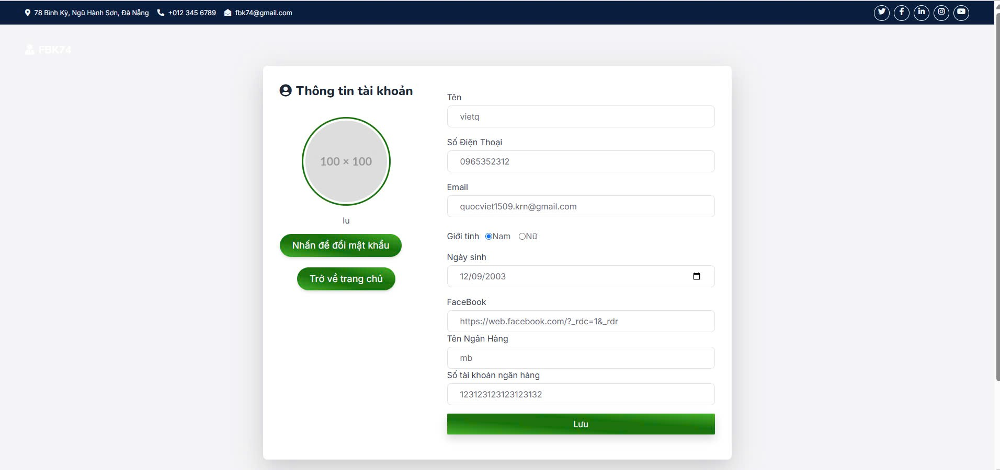 78 Bình Kỳ, Ngũ Hành Sơn, Đà Nẵng +012 345 6789 fbk74@gmail.com
FBK74
Thông tin tài khoản
100 × 100
lu
Nhấn để đổi mật khẩu
Trở về trang chủ
Tên
vietq
Số Điện Thoại
0965352312
Email
quocviet1509.krn@gmail.com
Giới tính Nam Nữ
Ngày sinh
12/09/2003
FaceBook
https://web.facebook.com/?_rdc=1&_rdr
Tên Ngân Hàng
mb
Số tài khoản ngân hàng
123123123123123132
Lưu